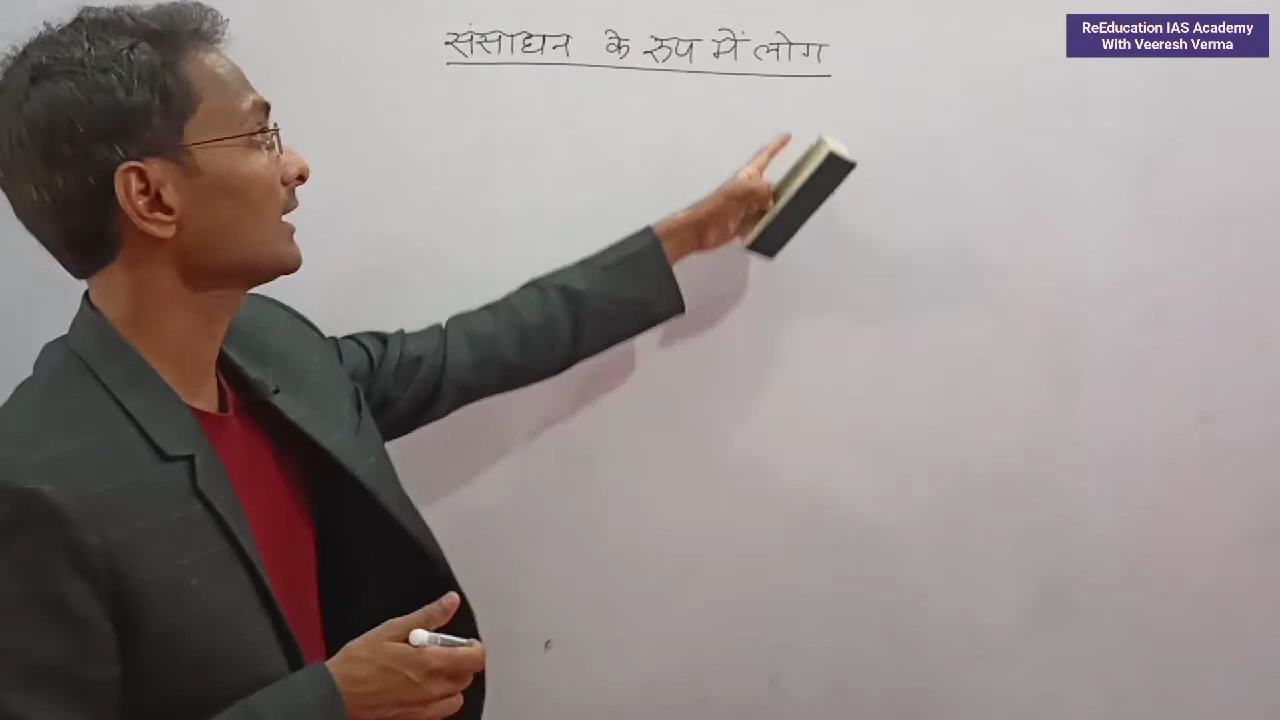 संसाधन के रुप में लोग
ReEducation IAS Academy
With Veeresh Verma